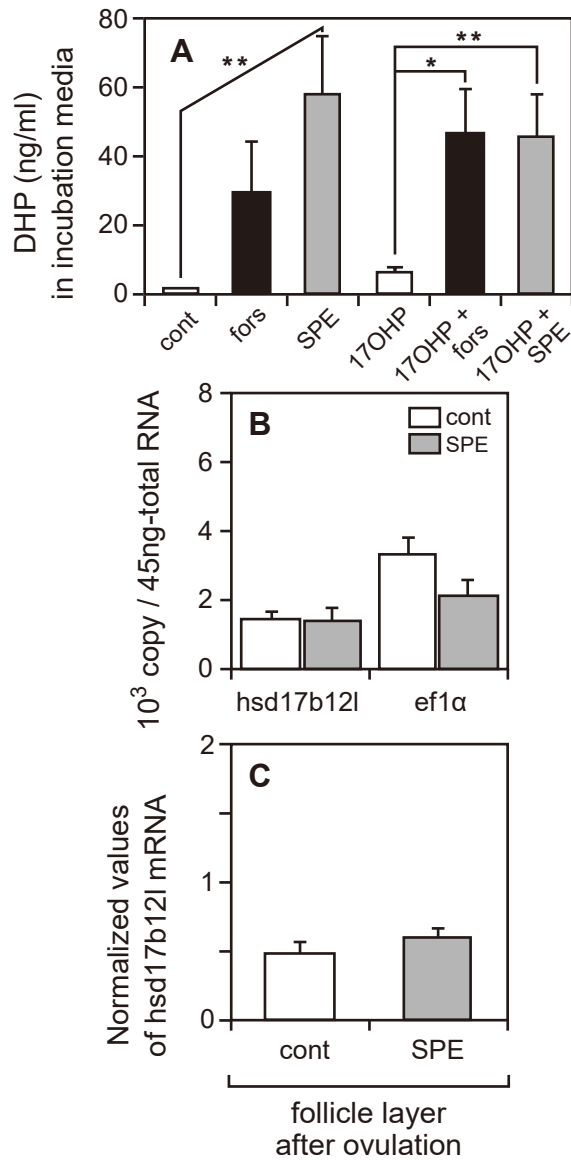 A
**
*
**
DHP (ng/ml)
in incubation media
80
60
40
20
0
cont
fors
SPE
17OHP
17OHP +
fors
17OHP +
SPE
B
cont
SPE
10³ copy / 45ng-total RNA
8
6
4
2
0
hsd17b12l
ef1α
C
Normalized values
of hsd17b12l mRNA
2
1
0
cont
SPE
follicle layer
after ovulation